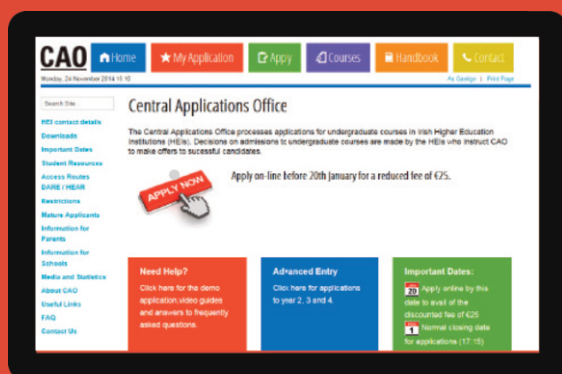 CAO
Home
My Application
Appy
Courses
Handbook
Contact
Monday, 24 November 2014
As Gaeilge | Print Page
Search Site
HEI contact details
Downloads
Important Dates
Student Resources
Access Routes
DARE / HEAR
Restrictions
Mature Applicants
Information for
Parents
Information for
Schools
Media and Statistics
About CAO
Useful Links
FAQ
Contact Us
Central Applications Office
The Central Applications Office processes applications for undergraduate courses in Irish Higher Education
Institutions (HEIs). Decisions on admissions to undergraduate courses are made by the HEIs who instruct CAO
to make offers to sucessful candidates.
APPLY NOW
Apply on-line before 20th January for a reduced fee of €25.
Need Help?
Click here for the demo
application,video guides
and answers to frequently
asked questions.
Advanced Entry
Click here for applications
to year 2, 3 and 4.
Important Dates:
20 Apply online by this
date to avail of the
discounted fee of €25
1 Normal closing date
for applications (17:15)